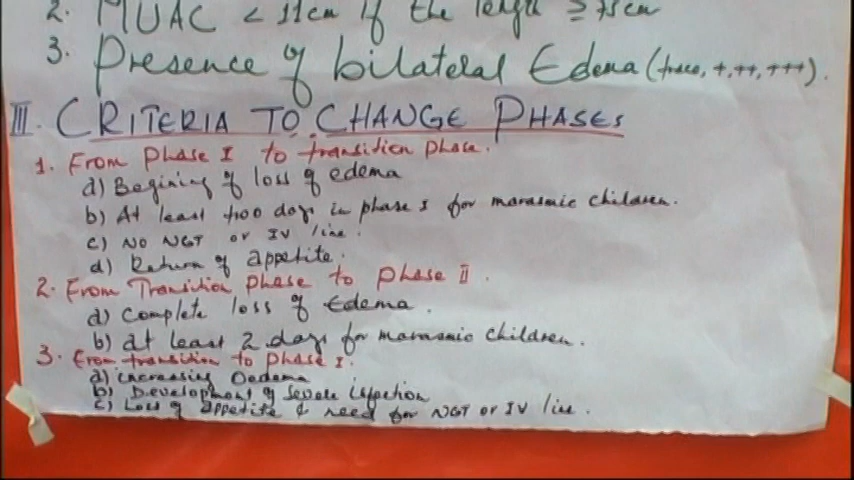 2. MUAC < 11cm if the length ≥ 75cm
3. Presence of bilateral Edema (trace, +, ++, +++).
III. CRITERIA TO CHANGE PHASES
1. From Phase I to transition phase.
a) Begining of loss of edema
b) At least two days in phase I for marasmic children.
c) No NGT or IV line.
d) Return of appetite.
2. From Transition phase to phase II.
a) Complete loss of Edema.
b) at least 2 days for marasmic children.
3. From transition to phase I.
a) increasing Oedema
b) Development of severe infection
c) Loss of appetite & need for NGT or IV line.